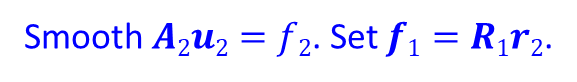 Smooth A₂u₂ = f₂. Set f₁ = R₁r₂.